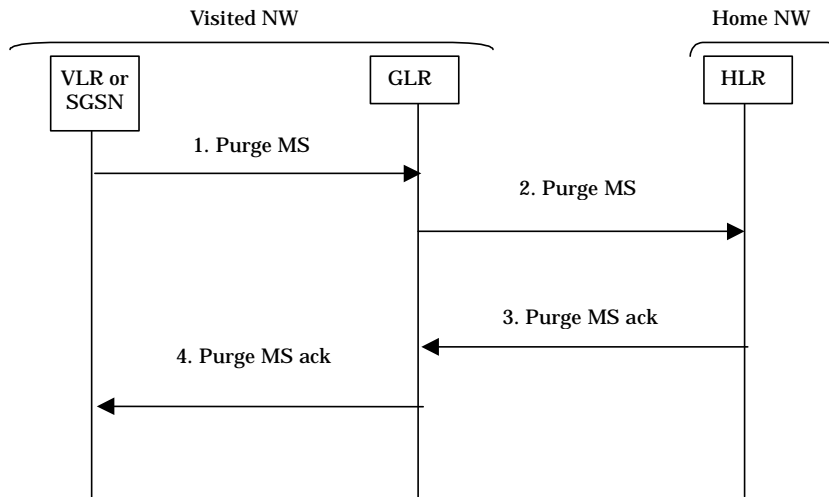 Visited NW
Home NW
VLR or
SGSN
GLR
HLR
1. Purge MS
2. Purge MS
3. Purge MS ack
4. Purge MS ack